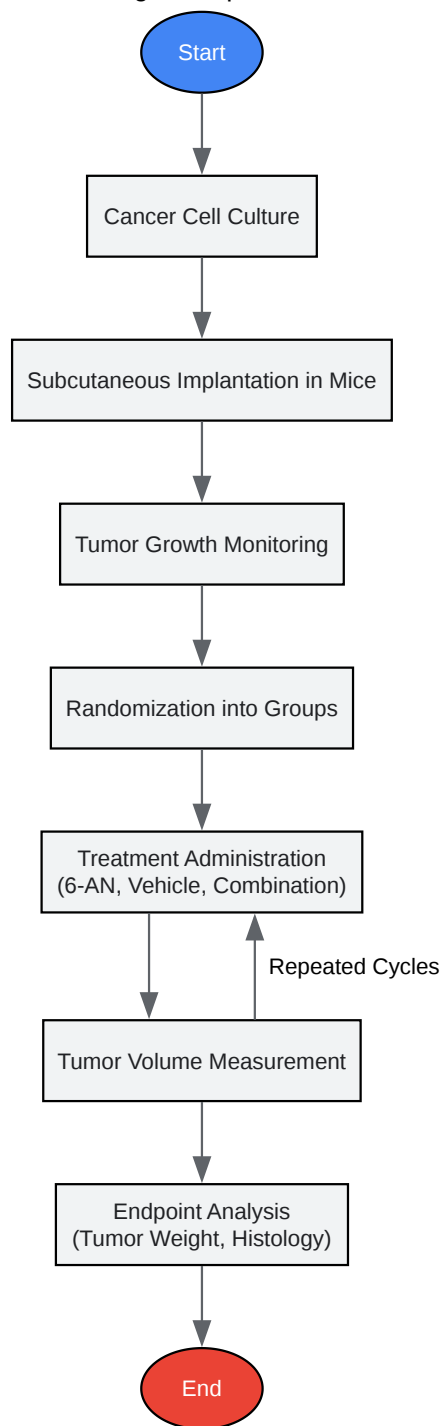 Start
Cancer Cell Culture
Subcutaneous Implantation in Mice
Tumor Growth Monitoring
Randomization into Groups
Treatment Administration
(6-AN, Vehicle, Combination)
Repeated Cycles
Tumor Volume Measurement
Endpoint Analysis
(Tumor Weight, Histology)
End